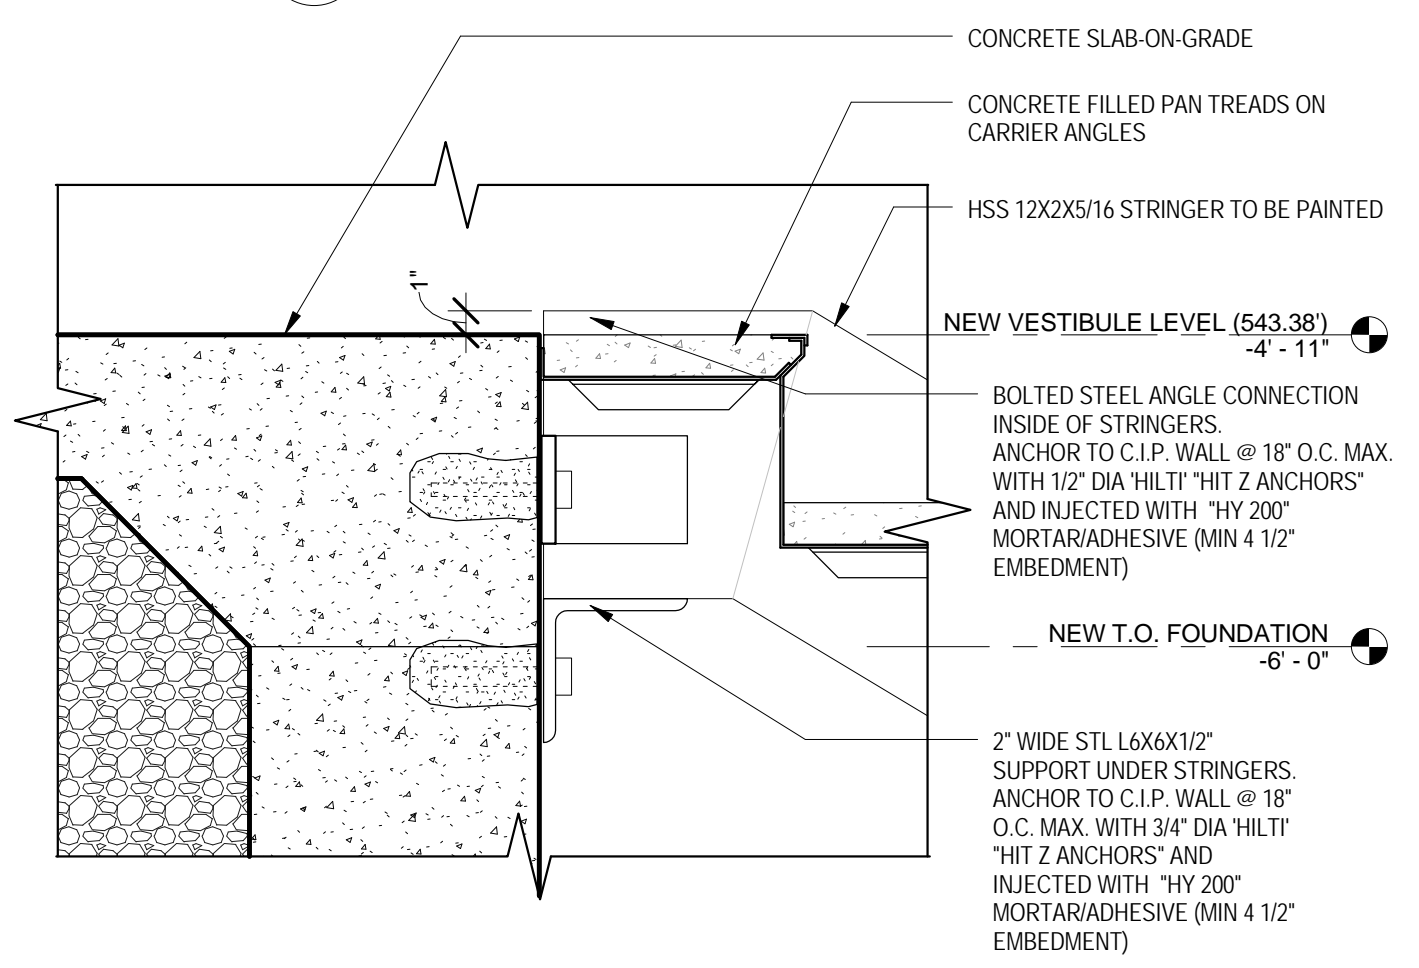 CONCRETE SLAB-ON-GRADE
CONCRETE FILLED PAN TREADS ON
CARRIER ANGLES
HSS 12X2X5/16 STRINGER TO BE PAINTED
1"
NEW VESTIBULE LEVEL (543.38')
-4' - 11"
BOLTED STEEL ANGLE CONNECTION
INSIDE OF STRINGERS.
ANCHOR TO C.I.P. WALL @ 18" O.C. MAX.
WITH 1/2" DIA 'HILTI' "HIT Z ANCHORS"
AND INJECTED WITH "HY 200"
MORTAR/ADHESIVE (MIN 4 1/2"
EMBEDMENT)
NEW T.O. FOUNDATION
-6' - 0"
2" WIDE STL L6X6X1/2"
SUPPORT UNDER STRINGERS.
ANCHOR TO C.I.P. WALL @ 18"
O.C. MAX. WITH 3/4" DIA 'HILTI'
"HIT Z ANCHORS" AND
INJECTED WITH "HY 200"
MORTAR/ADHESIVE (MIN 4 1/2"
EMBEDMENT)